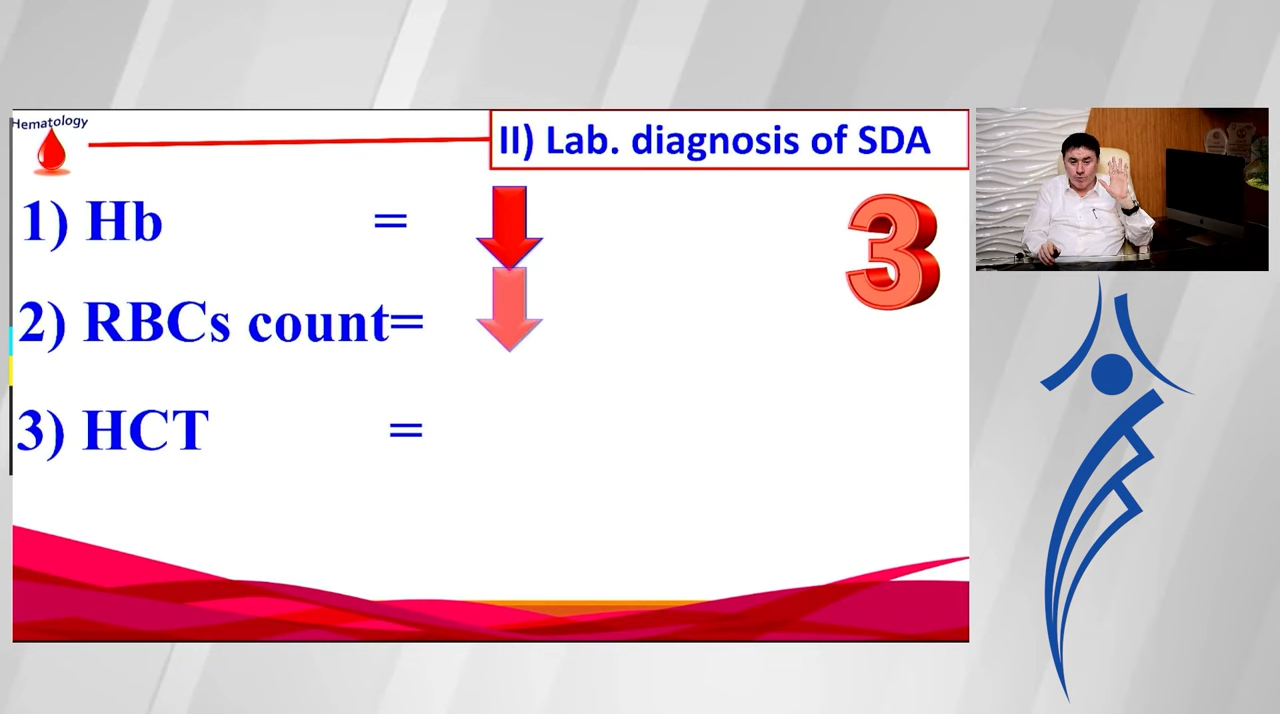 Hematology
II) Lab. diagnosis of SDA
1) Hb =
3
2) RBCs count=
3) HCT =